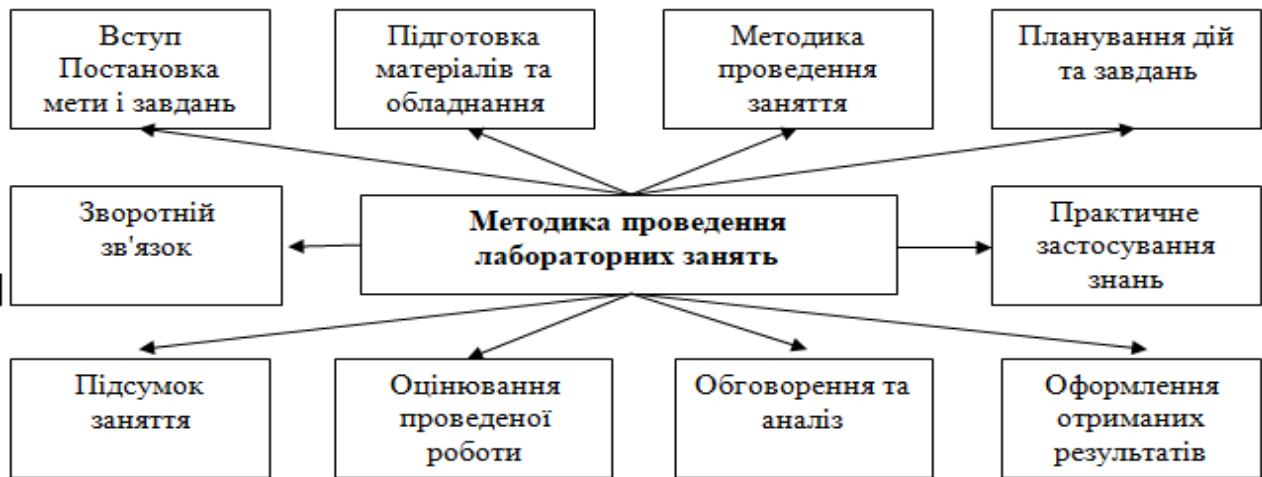 Вступ
Постановка
мети і завдань
Підготовка
матеріалів та
обладнання
Методика
проведення
заняття
Планування дій
та завдань
Зворотній
зв'язок
Методика проведення
лабораторних занять
Практичне
застосування
знань
Підсумок
заняття
Оцінювання
проведеної
роботи
Обговорення та
аналіз
Оформлення
отриманих
результатів